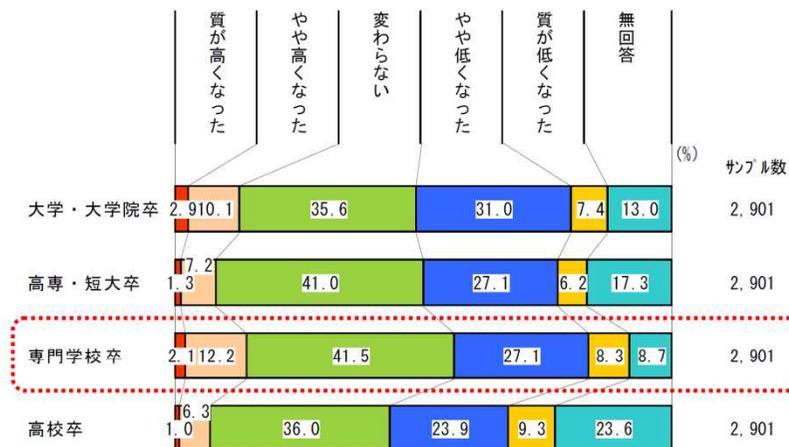 質が高くなった
やや高くなった
変わらない
やや低くなった
質が低くなった
無回答
(%)
サンプル数
大学・大学院卒 2.9 10.1 35.6 31.0 7.4 13.0 2,901
高専・短大卒 1.3 7.2 41.0 27.1 6.2 17.3 2,901
専門学校卒 2.1 12.2 41.5 27.1 8.3 8.7 2,901
高校卒 1.0 6.3 36.0 23.9 9.3 23.6 2,901